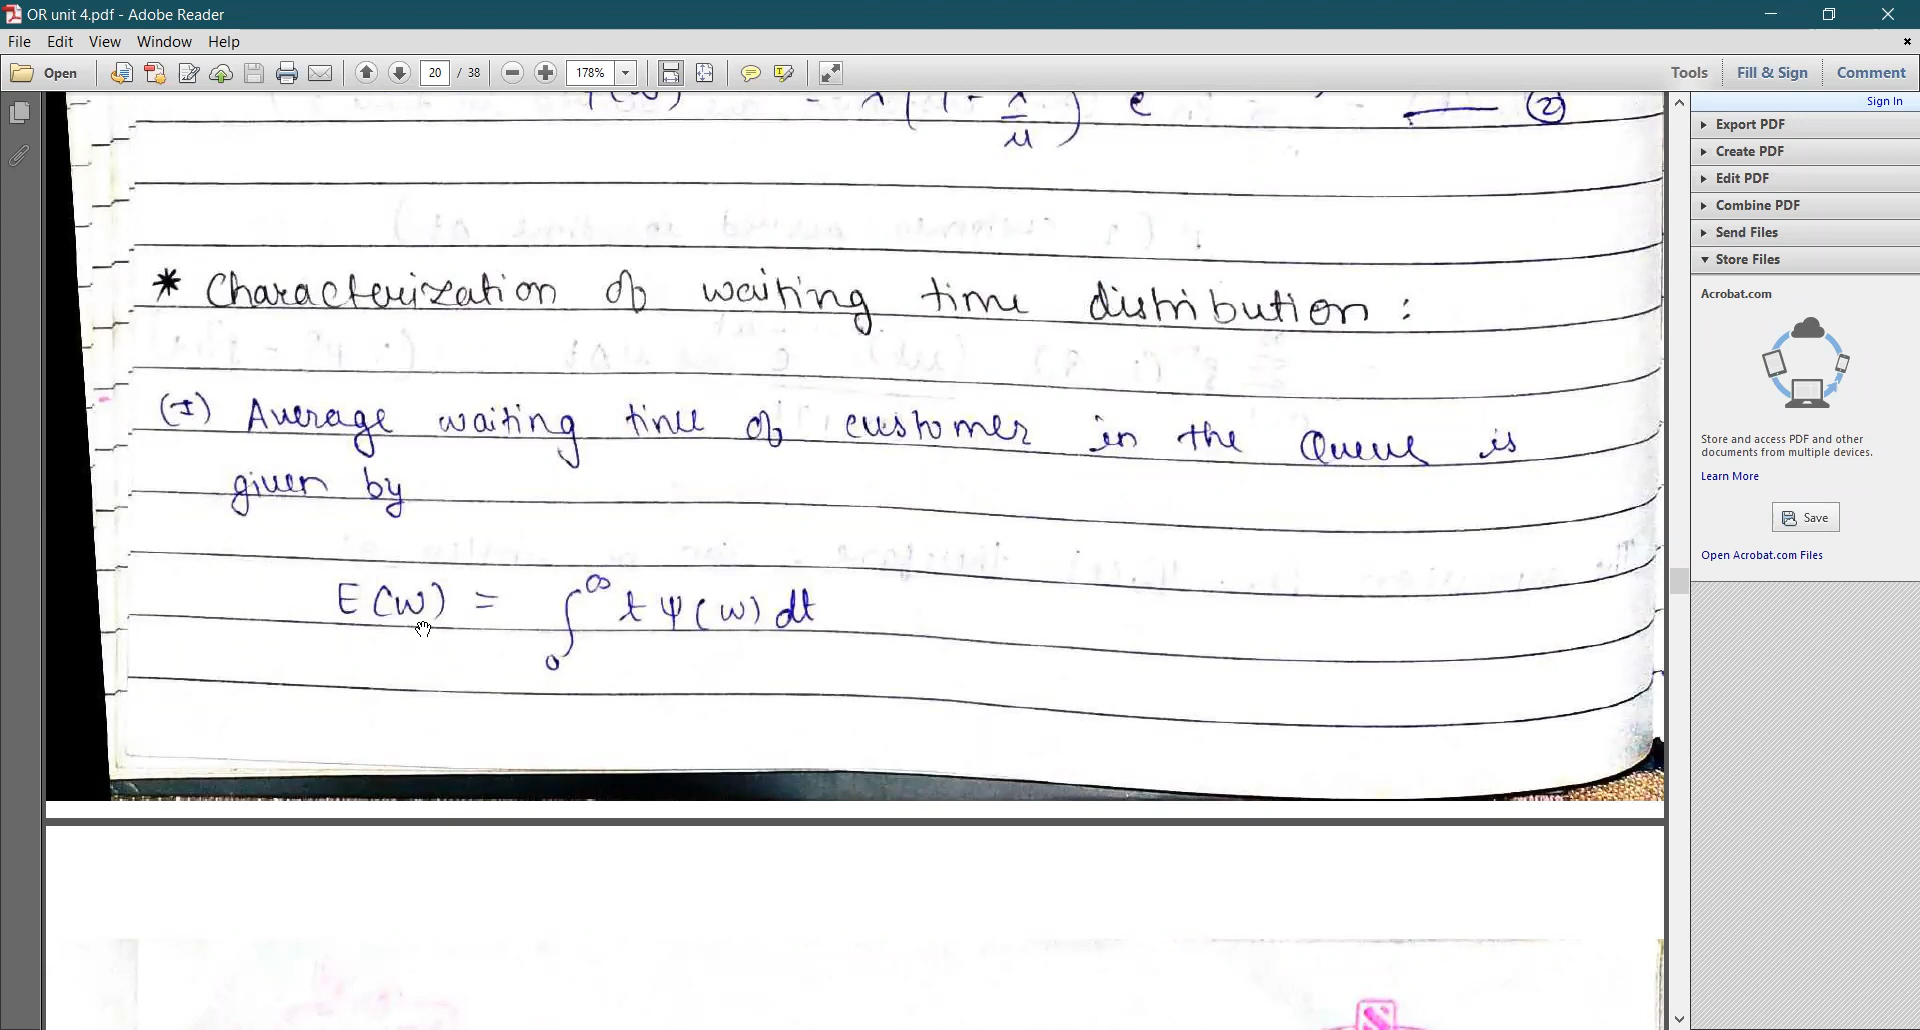 OR unit 4.pdf - Adobe Reader
File Edit View Window Help
Open 20 / 38 178% Tools Fill & Sign Comment
Sign In
Export PDF
Create PDF
Edit PDF
Combine PDF
Send Files
Store Files
Acrobat.com
Store and access PDF and other
documents from multiple devices.
Learn More
Save
Open Acrobat.com Files
②
μ
* Characterization of waiting time distribution :
(I) Average waiting time of customer in the Queue is
given by
E(W) = ∫₀^∞ t ψ(w) dt